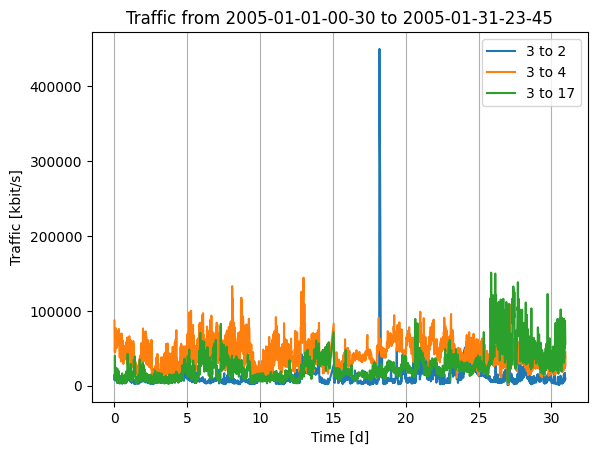 Traffic from 2005-01-01-00-30 to 2005-01-31-23-45
3 to 2
3 to 4
3 to 17
400000
300000
200000
100000
0
Traffic [kbit/s]
0 5 10 15 20 25 30
Time [d]